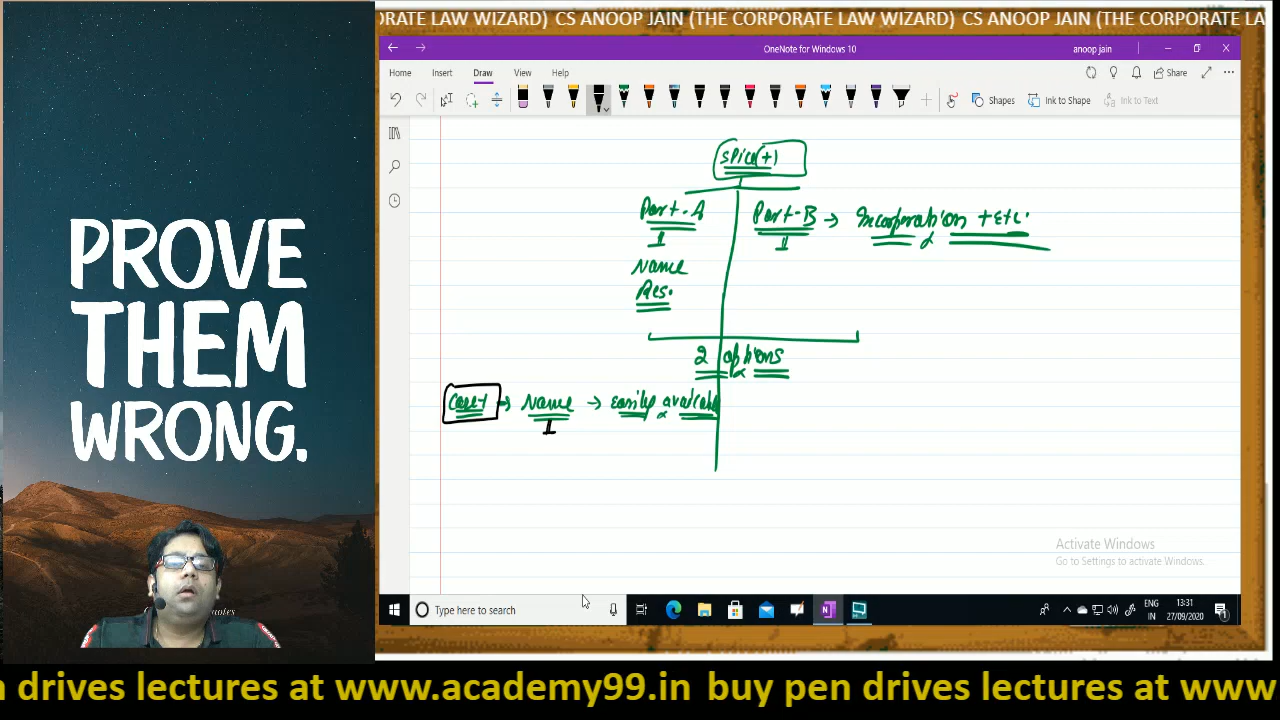 ORATE LAW WIZARD) CS ANOOP JAIN (THE CORPORATE LAW WIZARD) CS ANOOP JAIN (THE CORPORATE LA
OneNote for Windows 10
anoop jain
Home Insert Draw View Help
Share
Shapes
Ink to Shape
Ink to Text
PROVE
THEM
WRONG.
spice(+)
Part-A
Part-B → Incorporation + Etc.
Name
Res.
2 options
Case-1 → Name → easily available
Activate Windows
Go to Settings to activate Windows.
Type here to search
ENG
IN
13:31
27/09/2020
n drives lectures at www.academy99.in buy pen drives lectures at www